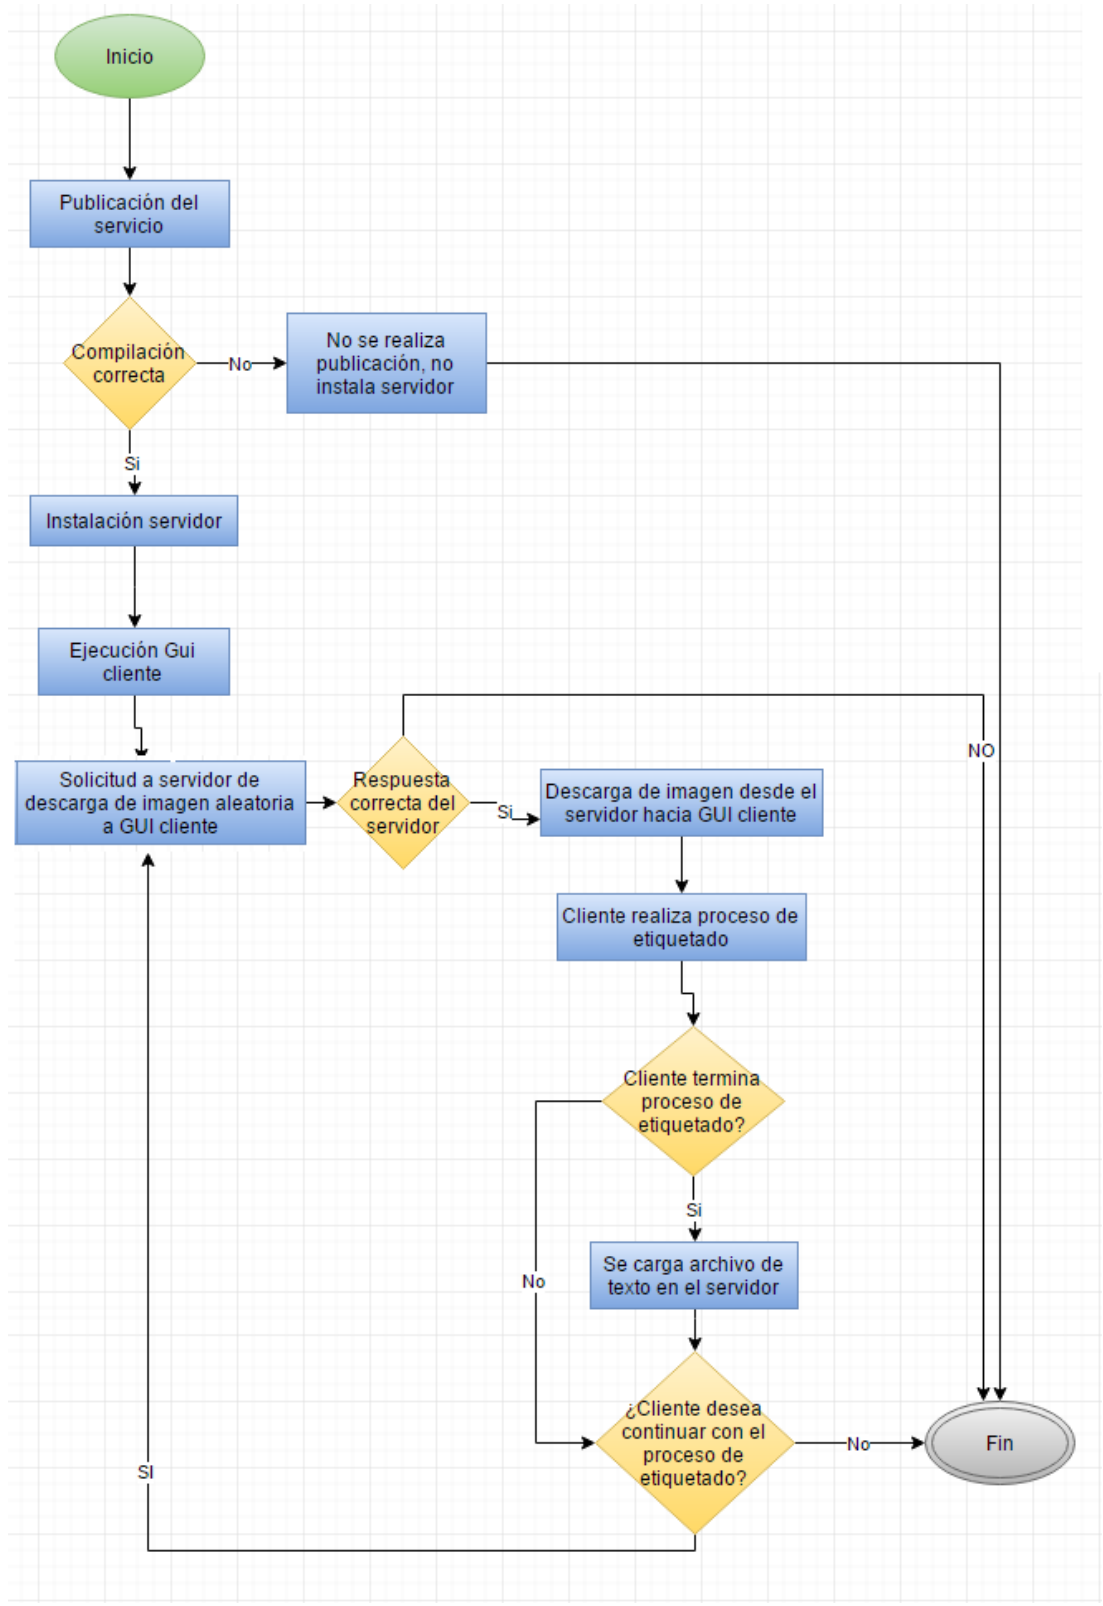 Inicio
Publicación del
servicio
Compilación
correcta
No
No se realiza
publicación, no
instala servidor
Si
Instalación servidor
Ejecución Gui
cliente
NO
Solicitud a servidor de
descarga de imagen aleatoria
a GUI cliente
Respuesta
correcta del
servidor
Si
Descarga de imagen desde el
servidor hacia GUI cliente
Cliente realiza proceso de
etiquetado
Cliente termina
proceso de
etiquetado?
Si
No
Se carga archivo de
texto en el servidor
¿Cliente desea
continuar con el
proceso de
etiquetado?
No
Fin
SI